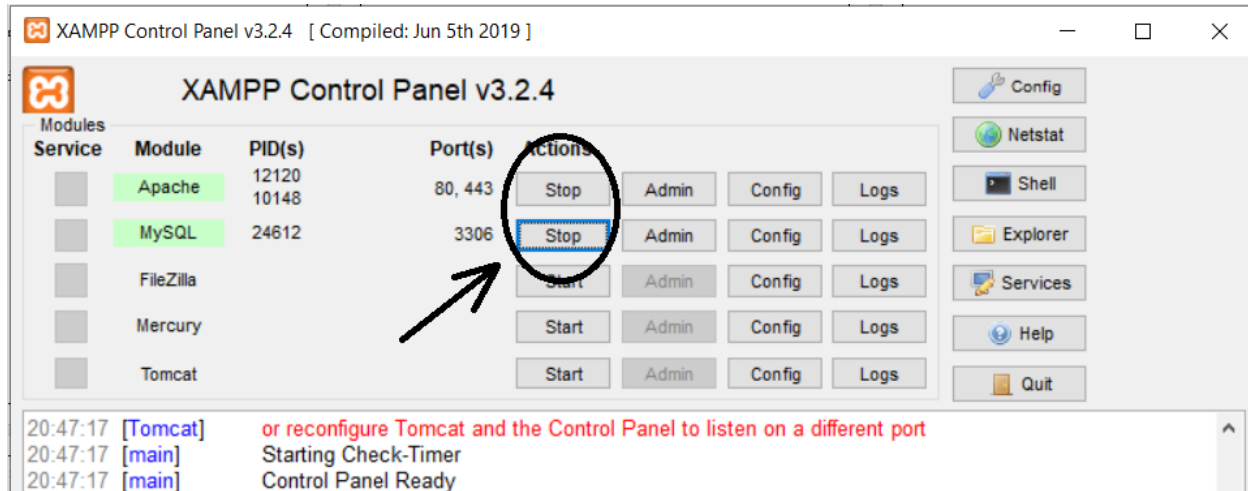 XAMPP Control Panel v3.2.4 [ Compiled: Jun 5th 2019 ]
XAMPP Control Panel v3.2.4
Config
Modules
Netstat
Service Module PID(s) Port(s) Actions
Apache 12120 10148 80, 443 Stop Admin Config Logs
Shell
MySQL 24612 3306 Stop Admin Config Logs
Explorer
FileZilla Start Admin Config Logs
Services
Mercury Start Admin Config Logs
Help
Tomcat Start Admin Config Logs
Quit
20:47:17 [Tomcat] or reconfigure Tomcat and the Control Panel to listen on a different port
20:47:17 [main] Starting Check-Timer
20:47:17 [main] Control Panel Ready